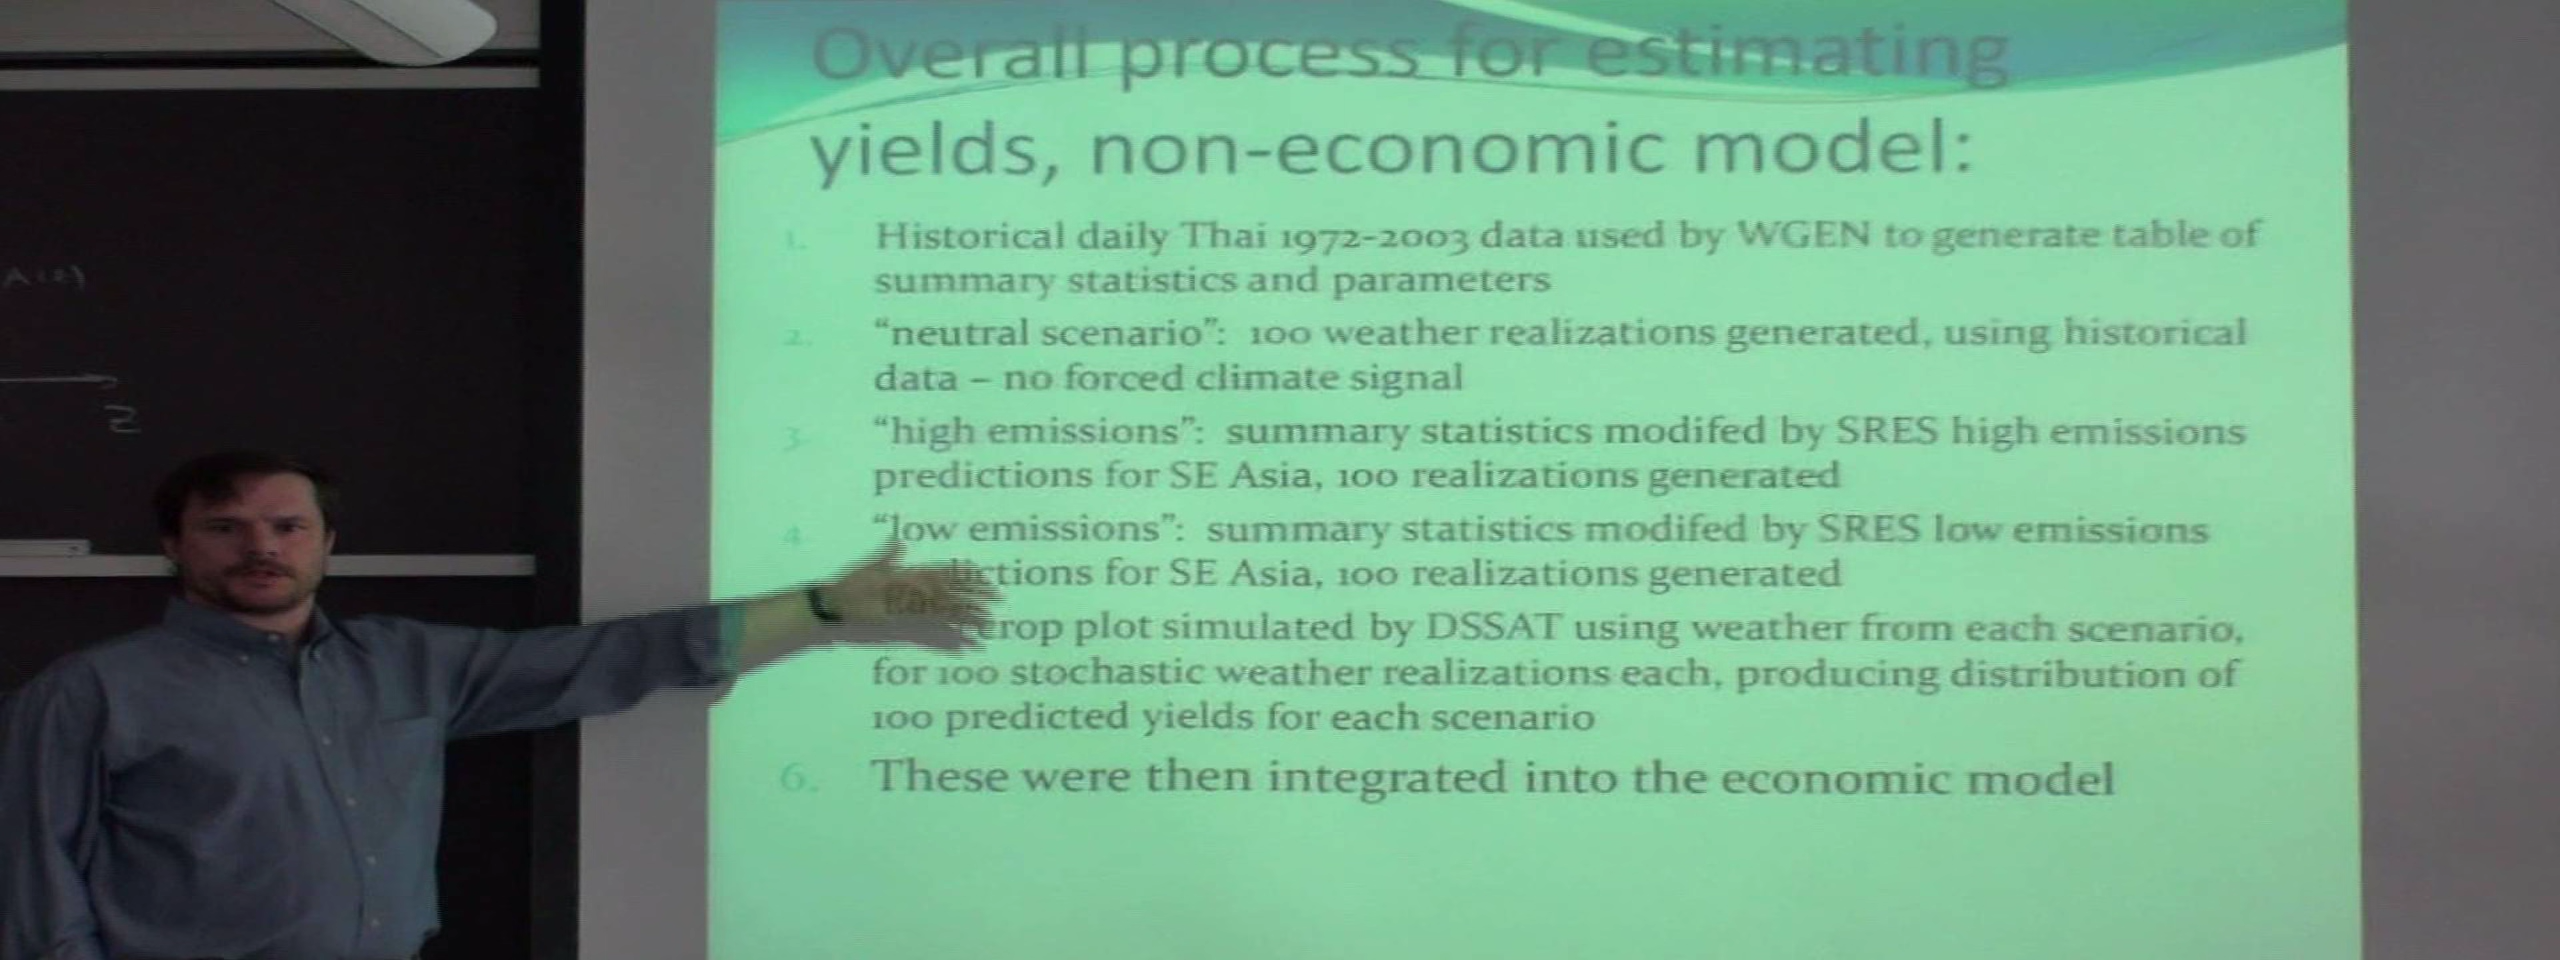 Overall process for estimating
yields, non-economic model:
1. Historical daily Thai 1972-2003 data used by WGEN to generate table of
summary statistics and parameters
2. “neutral scenario”: 100 weather realizations generated, using historical
data – no forced climate signal
3. “high emissions”: summary statistics modifed by SRES high emissions
predictions for SE Asia, 100 realizations generated
4. “low emissions”: summary statistics modifed by SRES low emissions
for SE Asia, 100 realizations generated
crop plot simulated by DSSAT using weather from each scenario,
for 100 stochastic weather realizations each, producing distribution of
100 predicted yields for each scenario
6. These were then integrated into the economic model